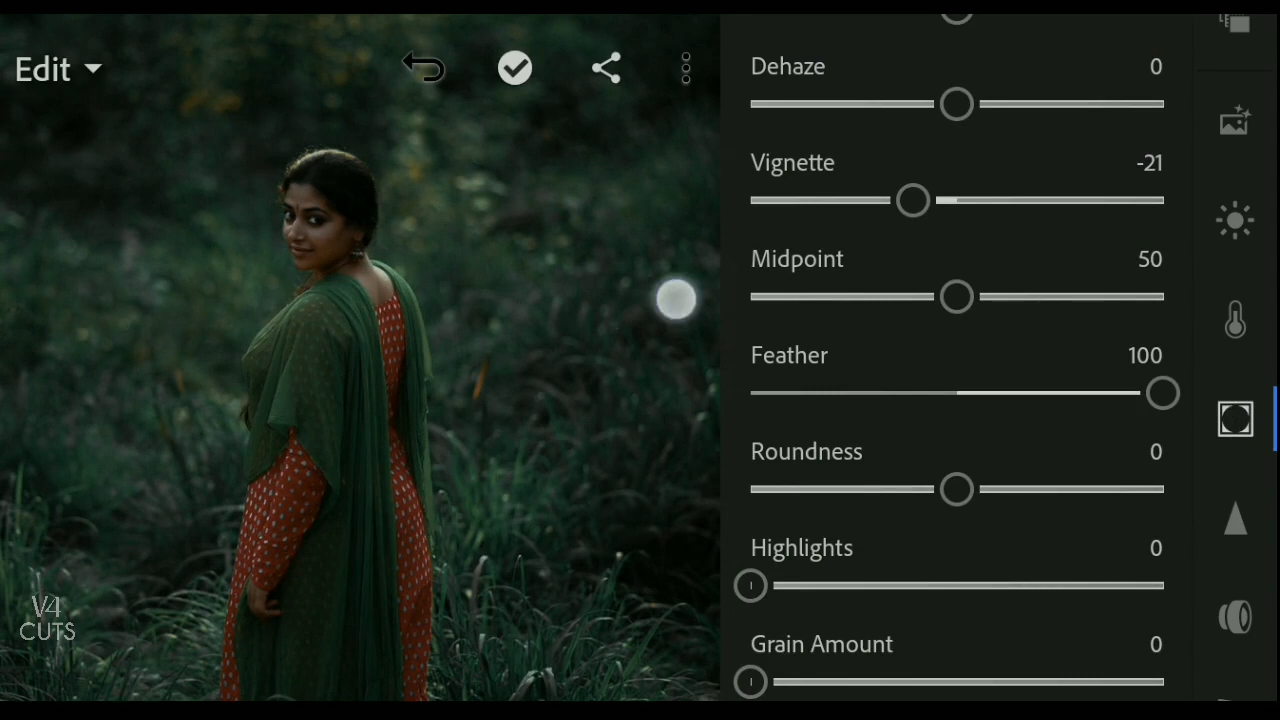 Edit
Dehaze 0
Vignette -21
Midpoint 50
Feather 100
Roundness 0
Highlights 0
Grain Amount 0
V4
CUTS